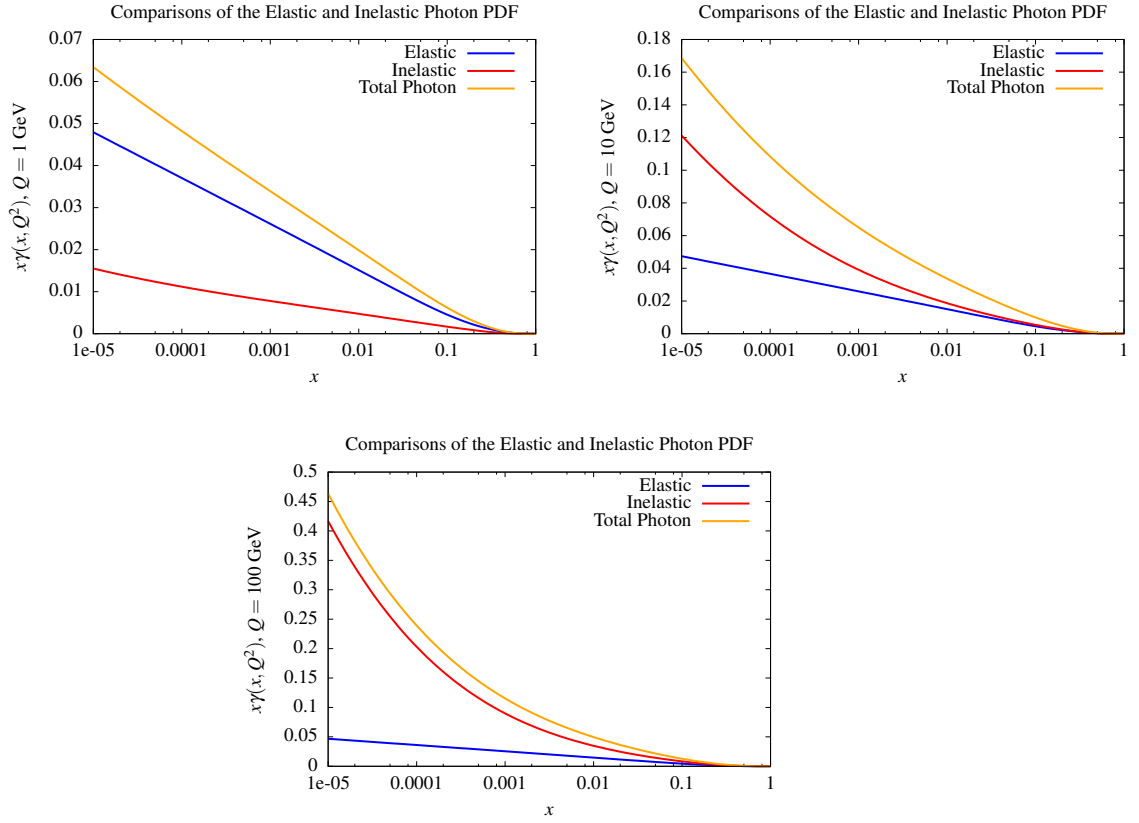 Comparisons of the Elastic and Inelastic Photon PDF
0.07
0.06
0.05
0.04
0.03
0.02
0.01
0
1e-05 0.0001 0.001 0.01 0.1 1
xγ(x,Q²), Q = 1 GeV
x
Elastic
Inelastic
Total Photon
Comparisons of the Elastic and Inelastic Photon PDF
0.18
0.16
0.14
0.12
0.1
0.08
0.06
0.04
0.02
0
1e-05 0.0001 0.001 0.01 0.1 1
xγ(x,Q²), Q = 10 GeV
x
Elastic
Inelastic
Total Photon
Comparisons of the Elastic and Inelastic Photon PDF
0.5
0.45
0.4
0.35
0.3
0.25
0.2
0.15
0.1
0.05
0
1e-05 0.0001 0.001 0.01 0.1 1
xγ(x,Q²), Q = 100 GeV
x
Elastic
Inelastic
Total Photon